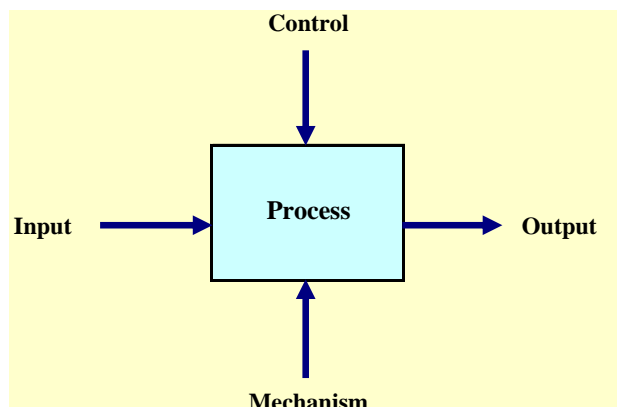 Control
Process
Input
Output
Mechanism